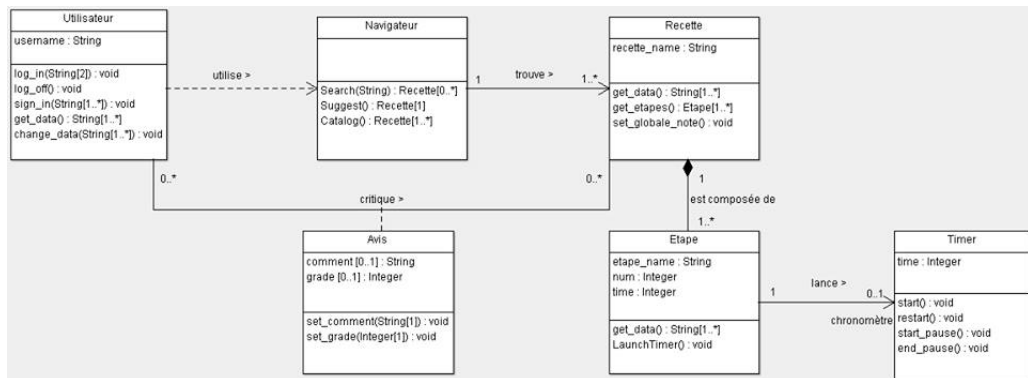 Utilisateur
username : String
log_in(String[2]) : void
log_off() : void
sign_in(String[1..*]) : void
get_data() : String[1..*]
change_data(String[1..*]) : void
utilise >
Navigateur
Search(String) : Recette[0..*]
Suggest() : Recette[1]
Catalog() : Recette[1..*]
1
trouve >
1..*
Recette
recette_name : String
get_data() : String[1..*]
get_etapes() : Etape[1..*]
set_globale_note() : void
0..*
critique >
0..*
1
est composée de
1..*
Avis
comment [0..1] : String
grade [0..1] : Integer
set_comment(String[1]) : void
set_grade(Integer[1]) : void
Etape
etape_name : String
num : Integer
time : Integer
get_data() : String[1..*]
LaunchTimer() : void
1
lance >
0..1
chronomètre
Timer
time : Integer
start() : void
restart() : void
start_pause() : void
end_pause() : void